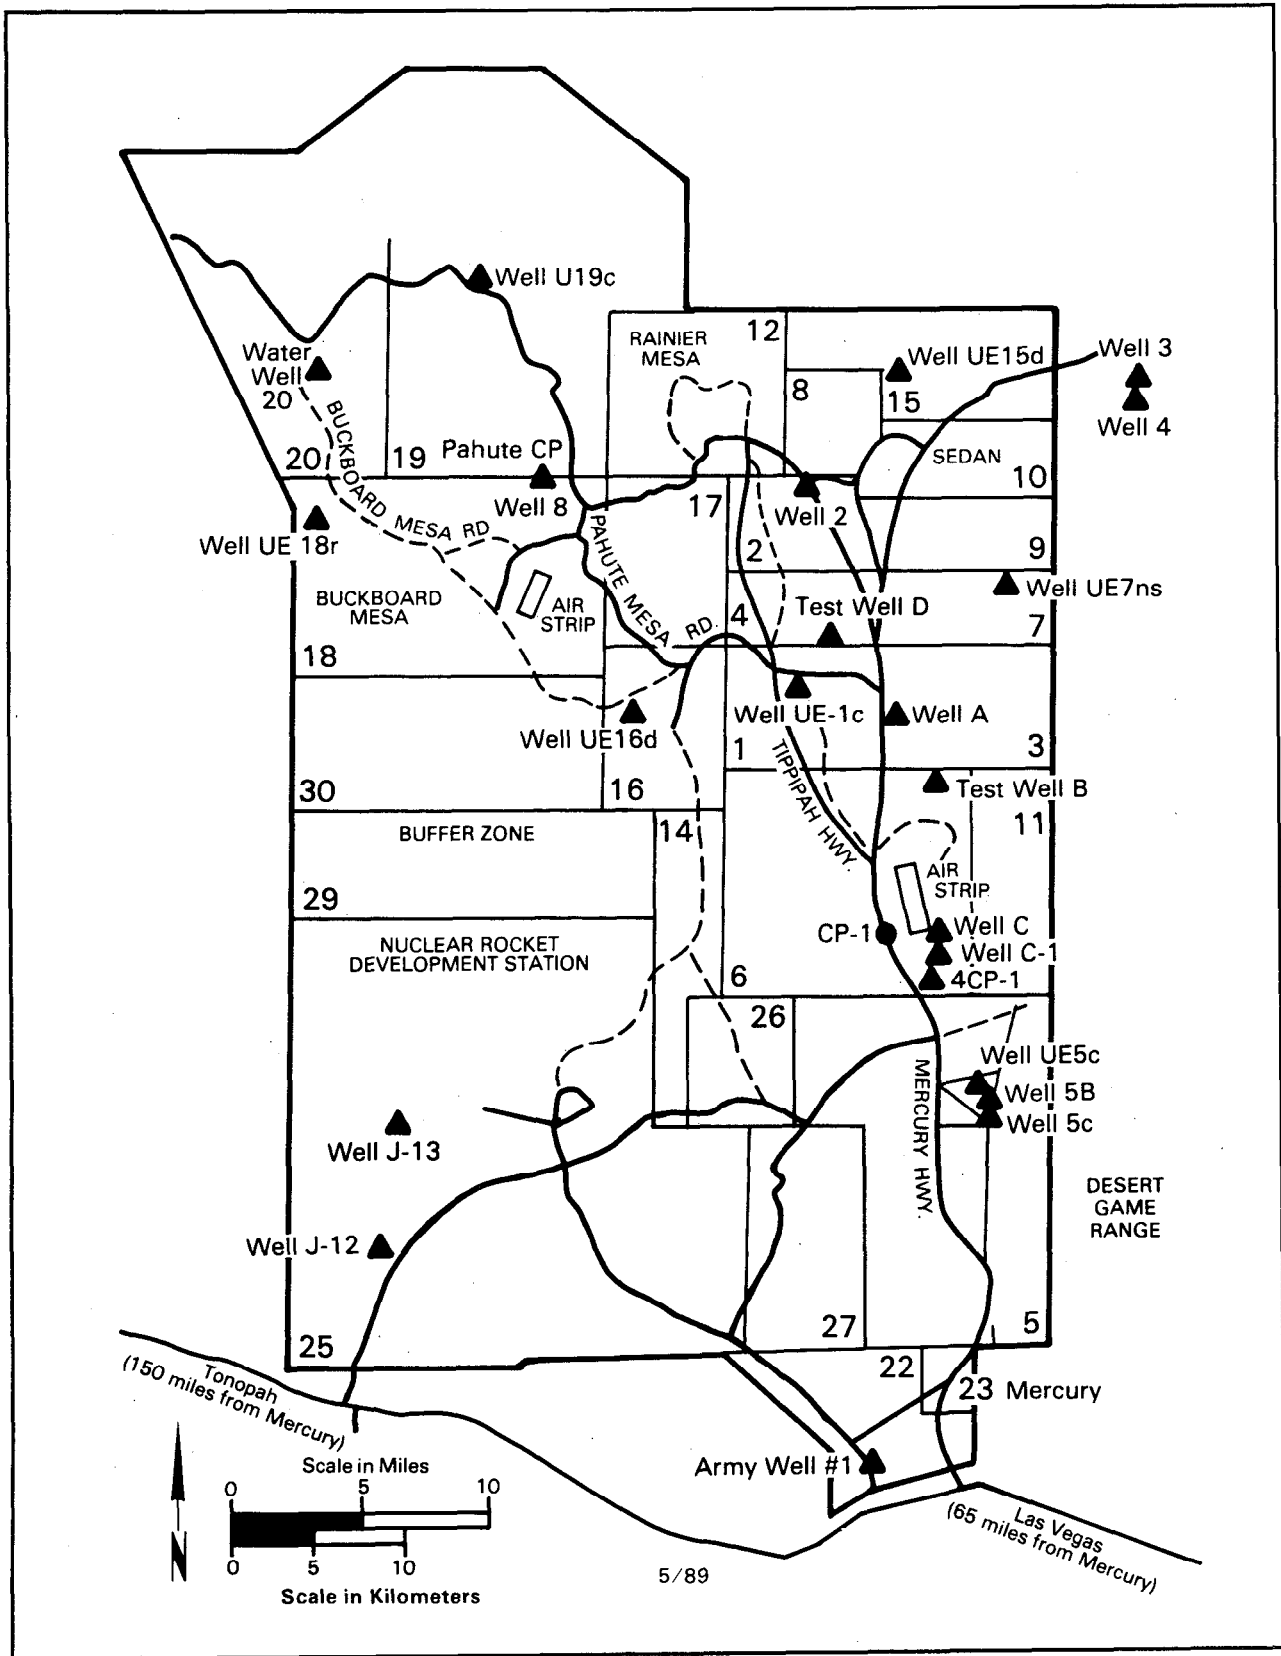 Well U19c
RAINIER
MESA
12
Water
Well
20
Well UE15d
Well 3
8
15
Well 4
BUCKBOARD MESA RD
Pahute CP
SEDAN
20
19
10
Well 8
17
Well 2
Well UE 18r
PAHUTE MESA RD.
2
9
BUCKBOARD
MESA
AIR
STRIP
Well UE7ns
4
Test Well D
7
18
Well UE-1c
Well A
Well UE16d
1
3
TIPPIPAH HWY.
30
16
Test Well B
BUFFER ZONE
14
11
29
AIR
STRIP
NUCLEAR ROCKET
DEVELOPMENT STATION
CP-1
Well C
Well C-1
6
4CP-1
26
Well UE5c
MERCURY HWY.
Well 5B
Well 5c
Well J-13
DESERT
GAME
RANGE
Well J-12
25
27
5
22
23 Mercury
Tonopah
(150 miles from Mercury)
Army Well #1
Scale in Miles
0 5 10
0 5 10
Scale in Kilometers
N
Las Vegas
(65 miles from Mercury)
5/89